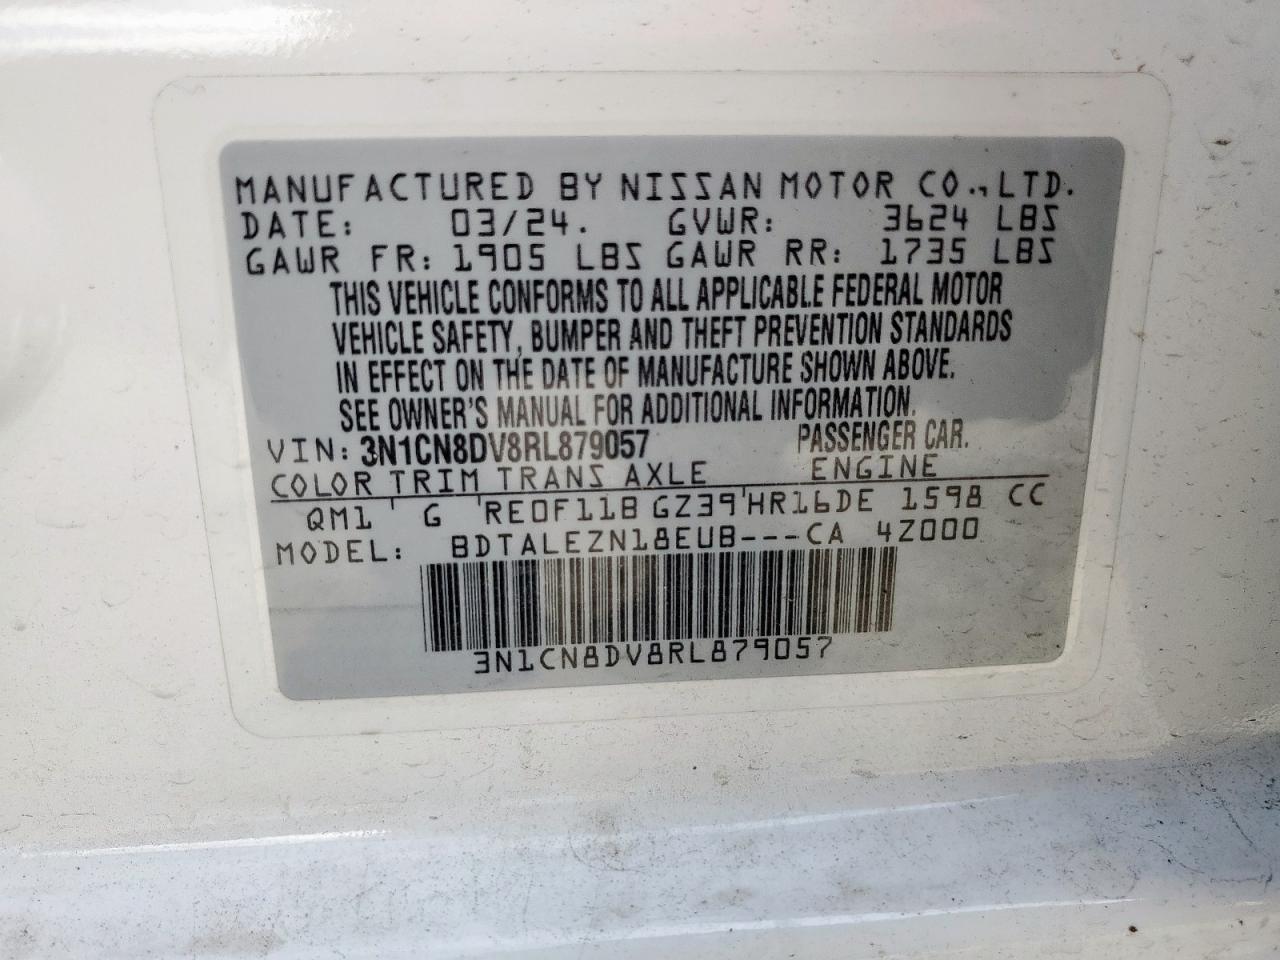 MANUFACTURED BY NISSAN MOTOR CO., LTD.
DATE: 03/24. GVWR: 3624 LBS
GAWR FR: 1905 LBS GAWR RR: 1735 LBS
THIS VEHICLE CONFORMS TO ALL APPLICABLE FEDERAL MOTOR
VEHICLE SAFETY, BUMPER AND THEFT PREVENTION STANDARDS
IN EFFECT ON THE DATE OF MANUFACTURE SHOWN ABOVE.
SEE OWNER'S MANUAL FOR ADDITIONAL INFORMATION.
VIN: 3N1CN8DV8RL879057 PASSENGER CAR.
COLOR TRIM TRANS AXLE ENGINE
QM1 G RE0F11B GZ39 HR16DE 1598 CC
MODEL: BDTALEZN18EUB---CA 4Z000
3N1CN8DV8RL879057